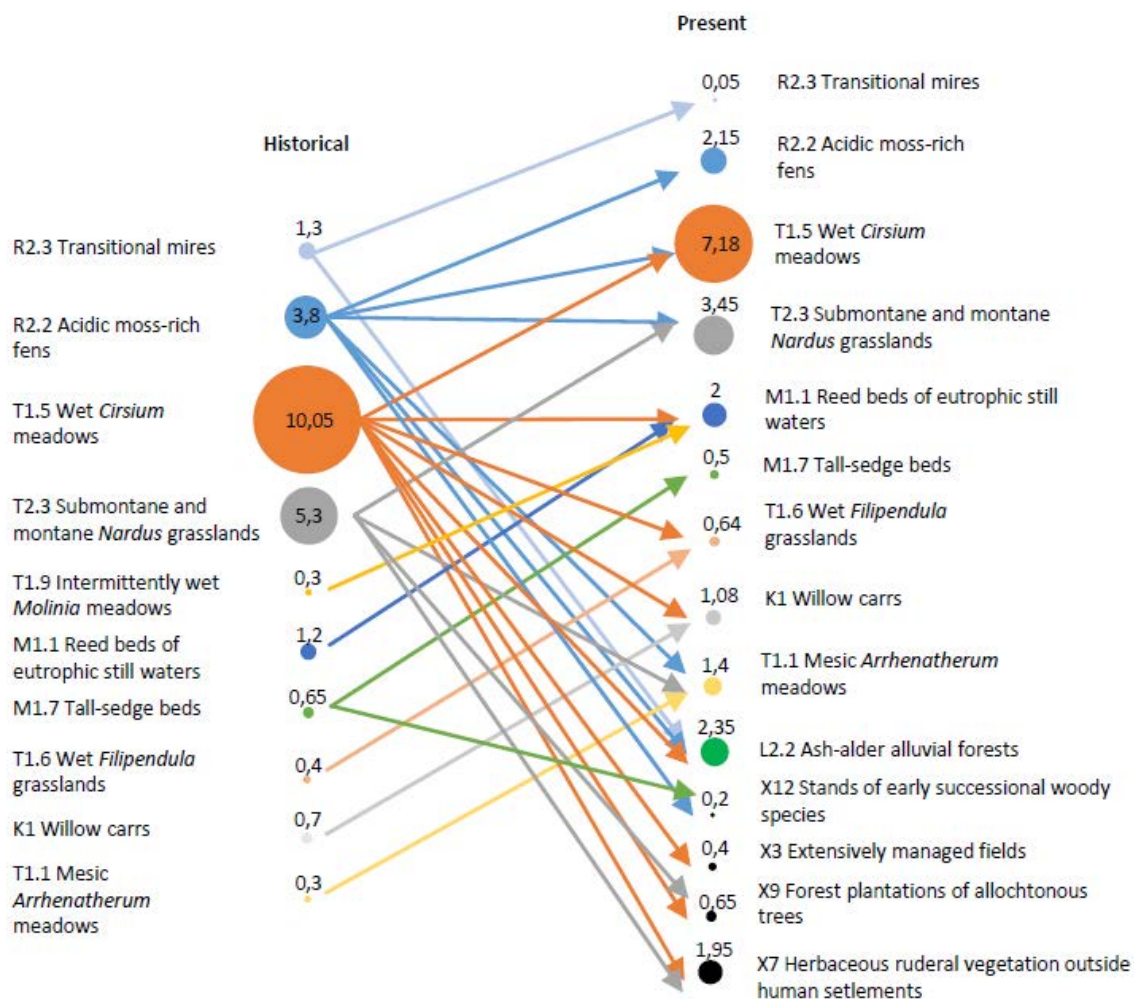 Present
Historical
0,05
R2.3 Transitional mires
2,15
R2.2 Acidic moss-rich
fens
7,18
T1.5 Wet Cirsium
meadows
3,45
T2.3 Submontane and montane
Nardus grasslands
2
M1.1 Reed beds of eutrophic still
waters
0,5
M1.7 Tall-sedge beds
0,64
T1.6 Wet Filipendula
grasslands
1,08
K1 Willow carrs
1,4
T1.1 Mesic Arrhenatherum
meadows
2,35
L2.2 Ash-alder alluvial forests
0,2
X12 Stands of early successional woody
species
0,4
X3 Extensively managed fields
0,65
X9 Forest plantations of allochtonous
trees
1,95
X7 Herbaceous ruderal vegetation outside
human setlements
1,3
R2.3 Transitional mires
3,8
R2.2 Acidic moss-rich
fens
10,05
T1.5 Wet Cirsium
meadows
5,3
T2.3 Submontane and
montane Nardus grasslands
0,3
T1.9 Intermittently wet
Molinia meadows
1,2
M1.1 Reed beds of
eutrophic still waters
0,65
M1.7 Tall-sedge beds
0,4
T1.6 Wet Filipendula
grasslands
0,7
K1 Willow carrs
0,3
T1.1 Mesic
Arrhenatherum
meadows